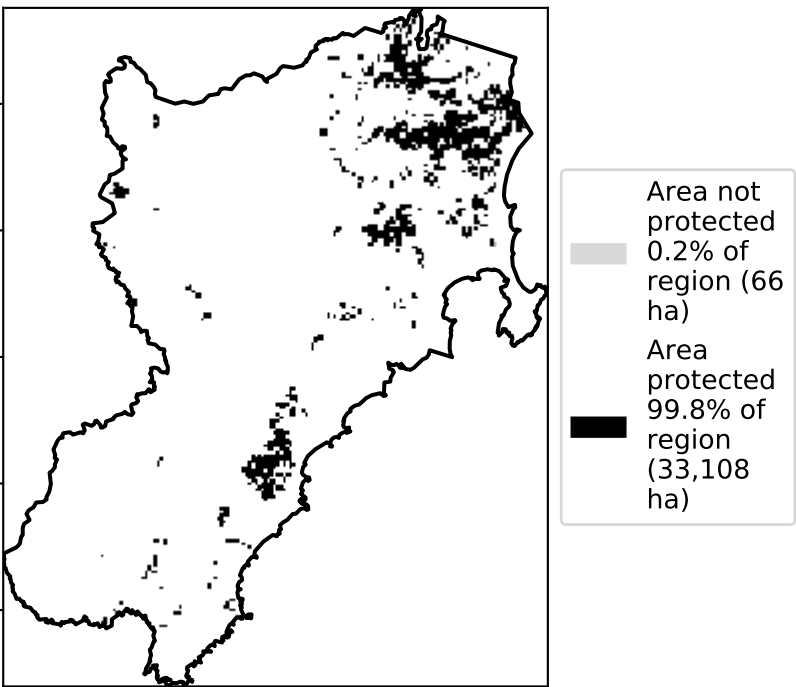 Area not
protected
0.2% of
region (66
ha)
Area
protected
99.8% of
region
(33,108
ha)